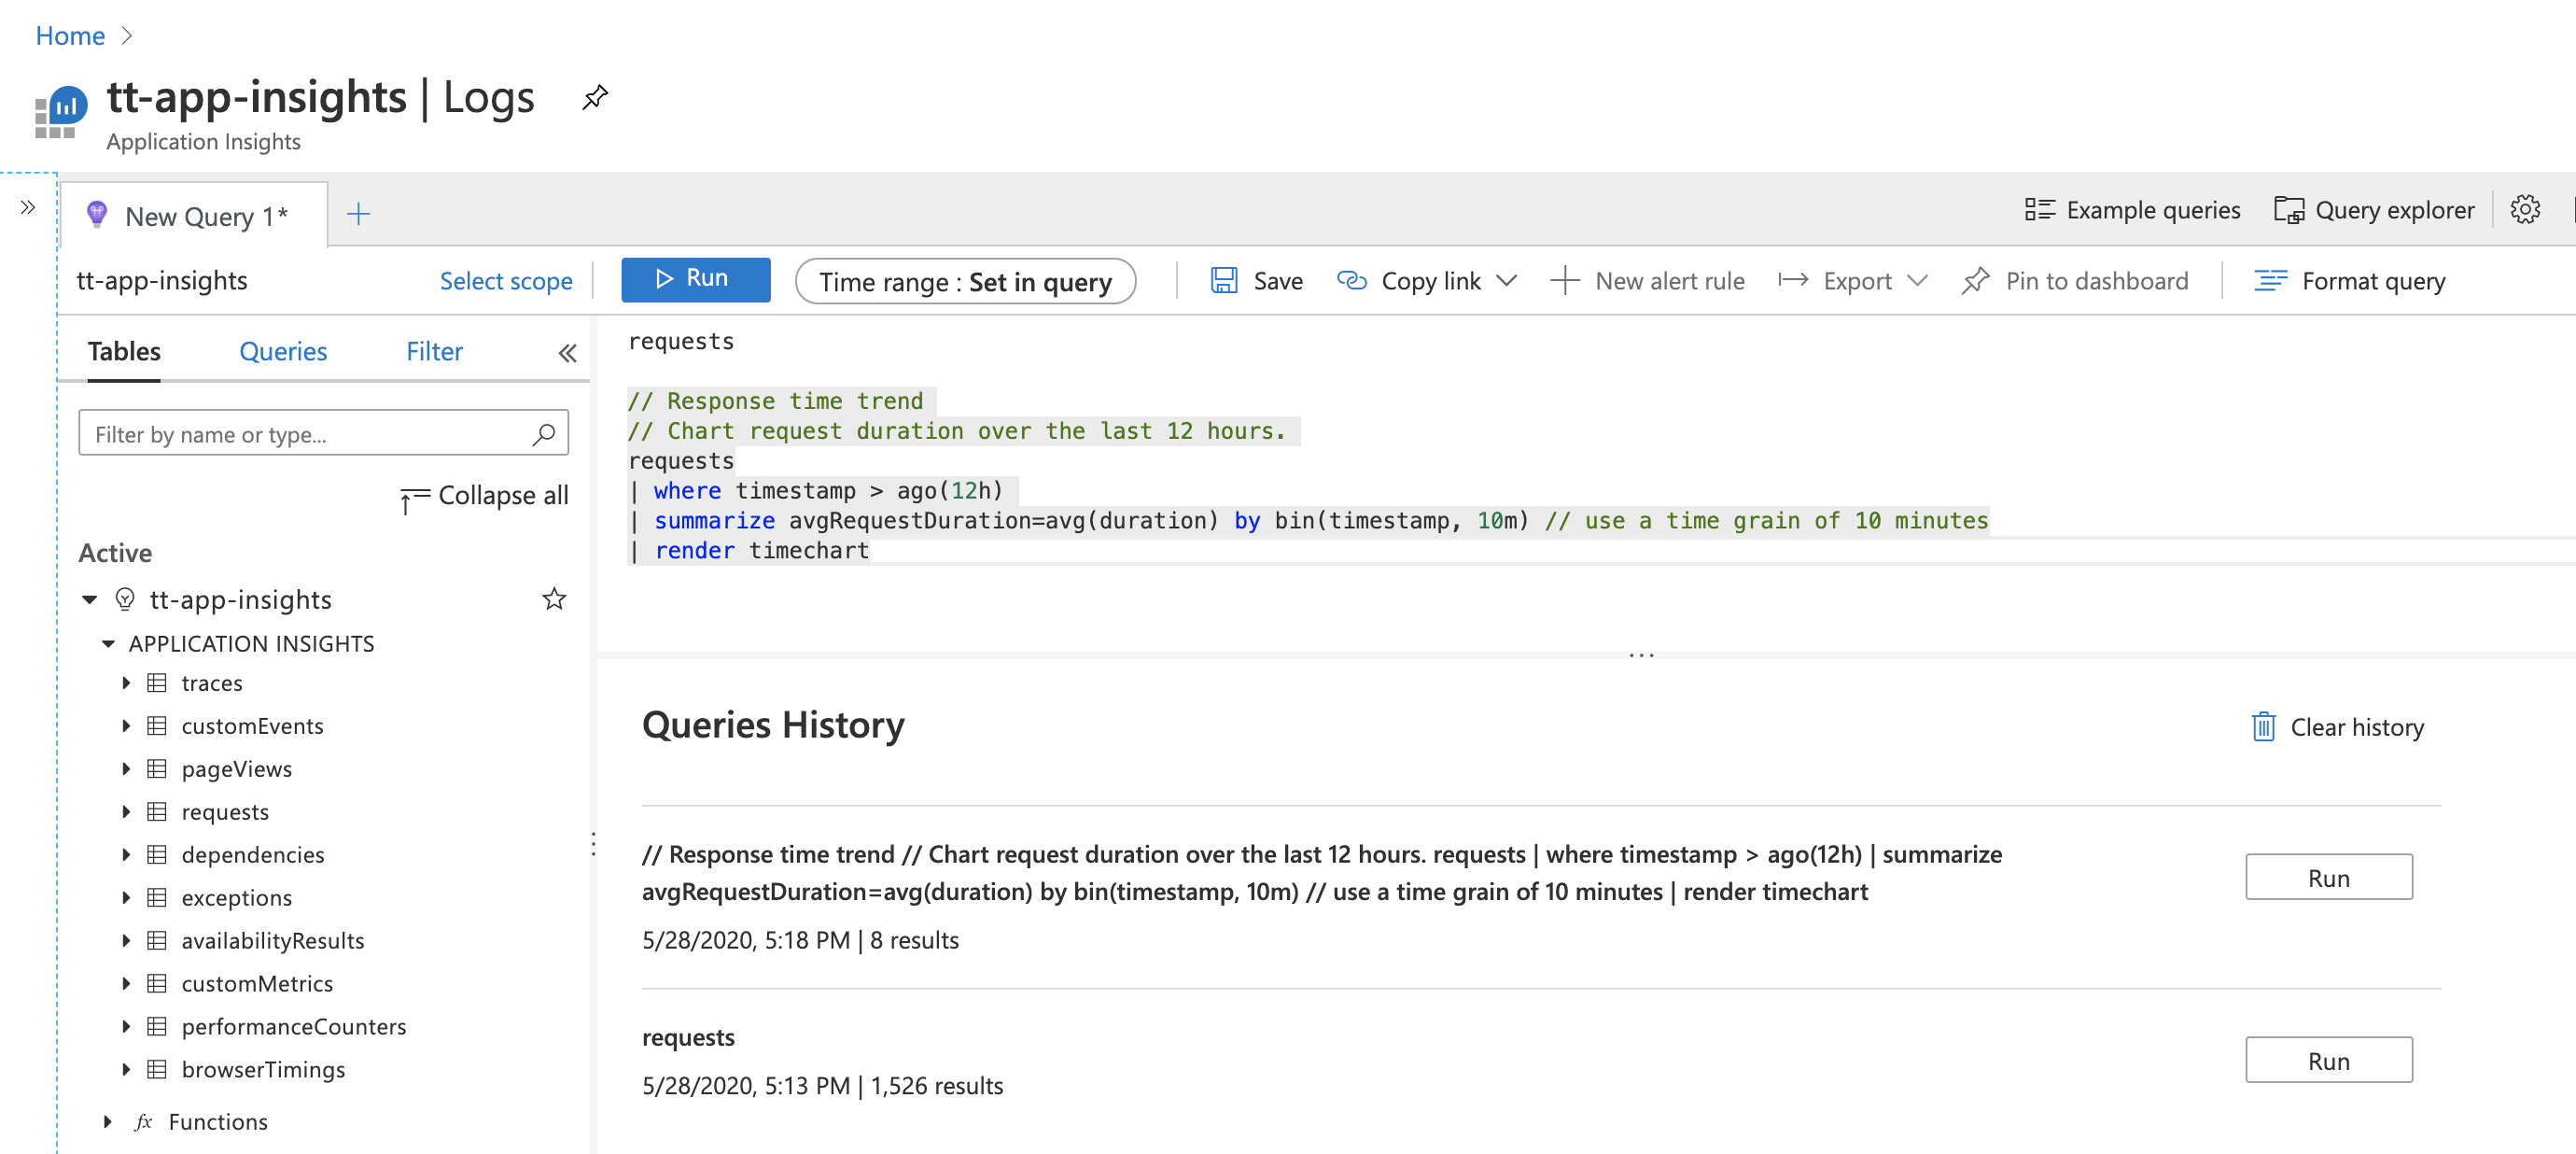 Home
tt-app-insights | Logs
Application Insights
New Query 1*
Example queries
Query explorer
tt-app-insights
Select scope
Run
Time range : Set in query
Save
Copy link
New alert rule
Export
Pin to dashboard
Format query
Tables
Queries
Filter
Filter by name or type...
Collapse all
Active
tt-app-insights
APPLICATION INSIGHTS
traces
customEvents
pageViews
requests
dependencies
exceptions
availabilityResults
customMetrics
performanceCounters
browserTimings
fx Functions
requests
// Response time trend
// Chart request duration over the last 12 hours.
requests
| where timestamp > ago(12h)
| summarize avgRequestDuration=avg(duration) by bin(timestamp, 10m) // use a time grain of 10 minutes
| render timechart
Queries History
Clear history
// Response time trend // Chart request duration over the last 12 hours. requests | where timestamp > ago(12h) | summarize
avgRequestDuration=avg(duration) by bin(timestamp, 10m) // use a time grain of 10 minutes | render timechart
Run
5/28/2020, 5:18 PM | 8 results
requests
Run
5/28/2020, 5:13 PM | 1,526 results